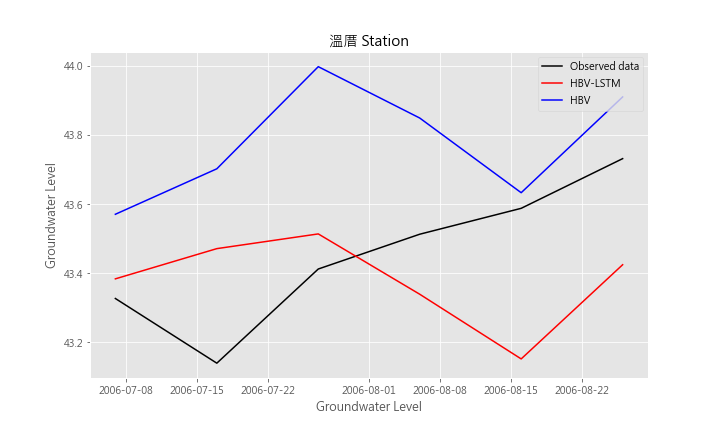 溫厝 Station
Observed data
HBV-LSTM
HBV
Groundwater Level
44.0
43.8
43.6
43.4
43.2
2006-07-08 2006-07-15 2006-07-22 2006-08-01 2006-08-08 2006-08-15 2006-08-22
Groundwater Level